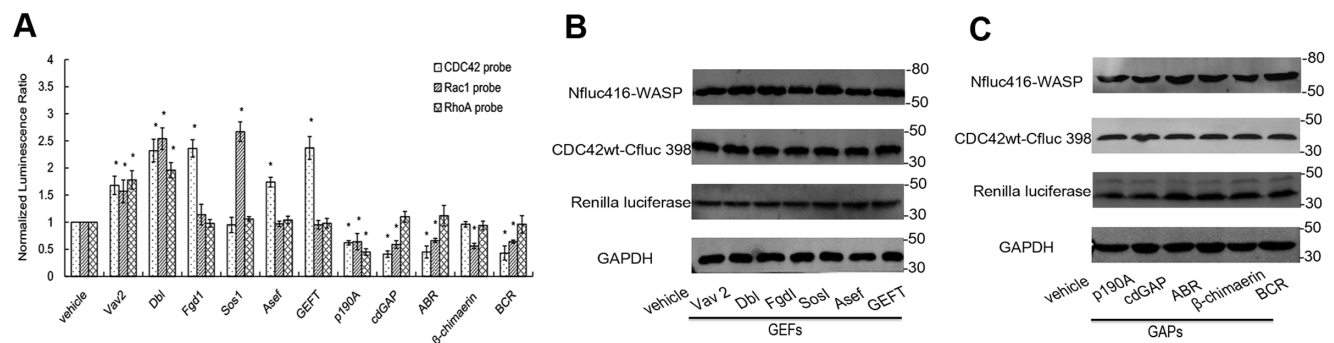 A
Normalized Luminescence Ratio
4
3.5
3
2.5
2
1.5
1
0.5
0
CDC42 probe
Rac1 probe
RhoA probe
* * * * * * * * * * * * * * * * * * * * *
vehicle
Vav2
Dbl
Fgd1
Sos1
Asef
GEFT
p190A
cdGAP
ABR
β-chimaerin
BCR
B
Nfluc416-WASP
-80
-50
CDC42wt-Cfluc 398
-50
-30
Renilla luciferase
-50
-30
GAPDH
-50
-30
vehicle
Vav 2
Dbl
FgdI
SosI
Asef
GEFT
GEFs
C
Nfluc416-WASP
-80
-50
CDC42wt-Cfluc 398
-50
-30
Renilla luciferase
-50
-30
GAPDH
-50
-30
vehicle
p190A
cdGAP
ABR
β-chimaerin
BCR
GAPs